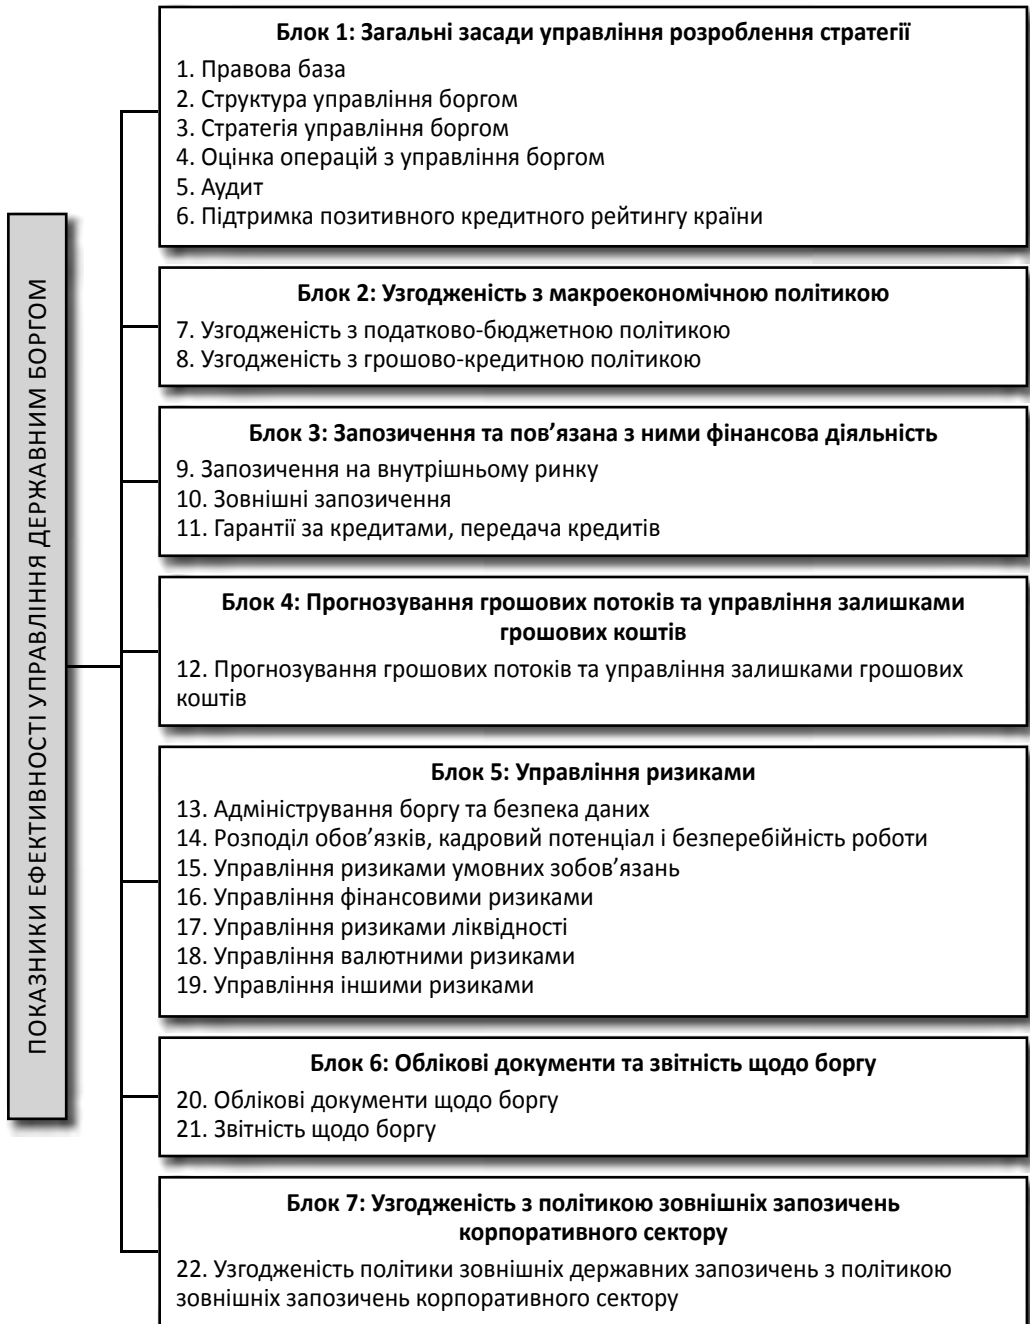 ПОКАЗНИКИ ЕФЕКТИВНОСТІ УПРАВЛІННЯ ДЕРЖАВНИМ БОРГОМ
Блок 1: Загальні засади управління розроблення стратегії
1. Правова база
2. Структура управління боргом
3. Стратегія управління боргом
4. Оцінка операцій з управління боргом
5. Аудит
6. Підтримка позитивного кредитного рейтингу країни
Блок 2: Узгодженість з макроекономічною політикою
7. Узгодженість з податково-бюджетною політикою
8. Узгодженість з грошово-кредитною політикою
Блок 3: Запозичення та пов’язана з ними фінансова діяльність
9. Запозичення на внутрішньому ринку
10. Зовнішні запозичення
11. Гарантії за кредитами, передача кредитів
Блок 4: Прогнозування грошових потоків та управління залишками
грошових коштів
12. Прогнозування грошових потоків та управління залишками грошових
коштів
Блок 5: Управління ризиками
13. Адміністрування боргу та безпека даних
14. Розподіл обов’язків, кадровий потенціал і безперебійність роботи
15. Управління ризиками умовних зобов’язань
16. Управління фінансовими ризиками
17. Управління ризиками ліквідності
18. Управління валютними ризиками
19. Управління іншими ризиками
Блок 6: Облікові документи та звітність щодо боргу
20. Облікові документи щодо боргу
21. Звітність щодо боргу
Блок 7: Узгодженість з політикою зовнішніх запозичень
корпоративного сектору
22. Узгодженість політики зовнішніх державних запозичень з політикою
зовнішніх запозичень корпоративного сектору